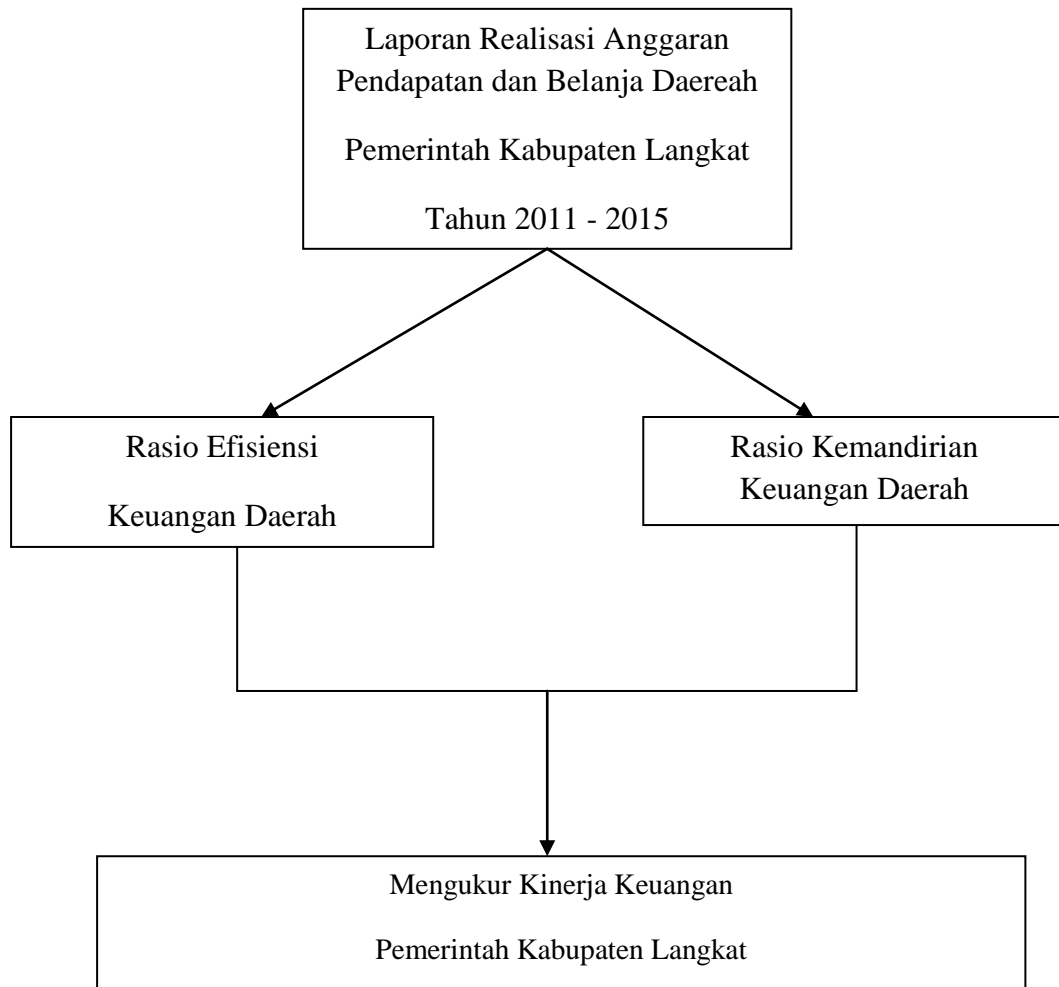 Laporan Realisasi Anggaran
Pendapatan dan Belanja Daereah
Pemerintah Kabupaten Langkat
Tahun 2011 - 2015
Rasio Efisiensi
Keuangan Daerah
Rasio Kemandirian
Keuangan Daerah
Mengukur Kinerja Keuangan
Pemerintah Kabupaten Langkat